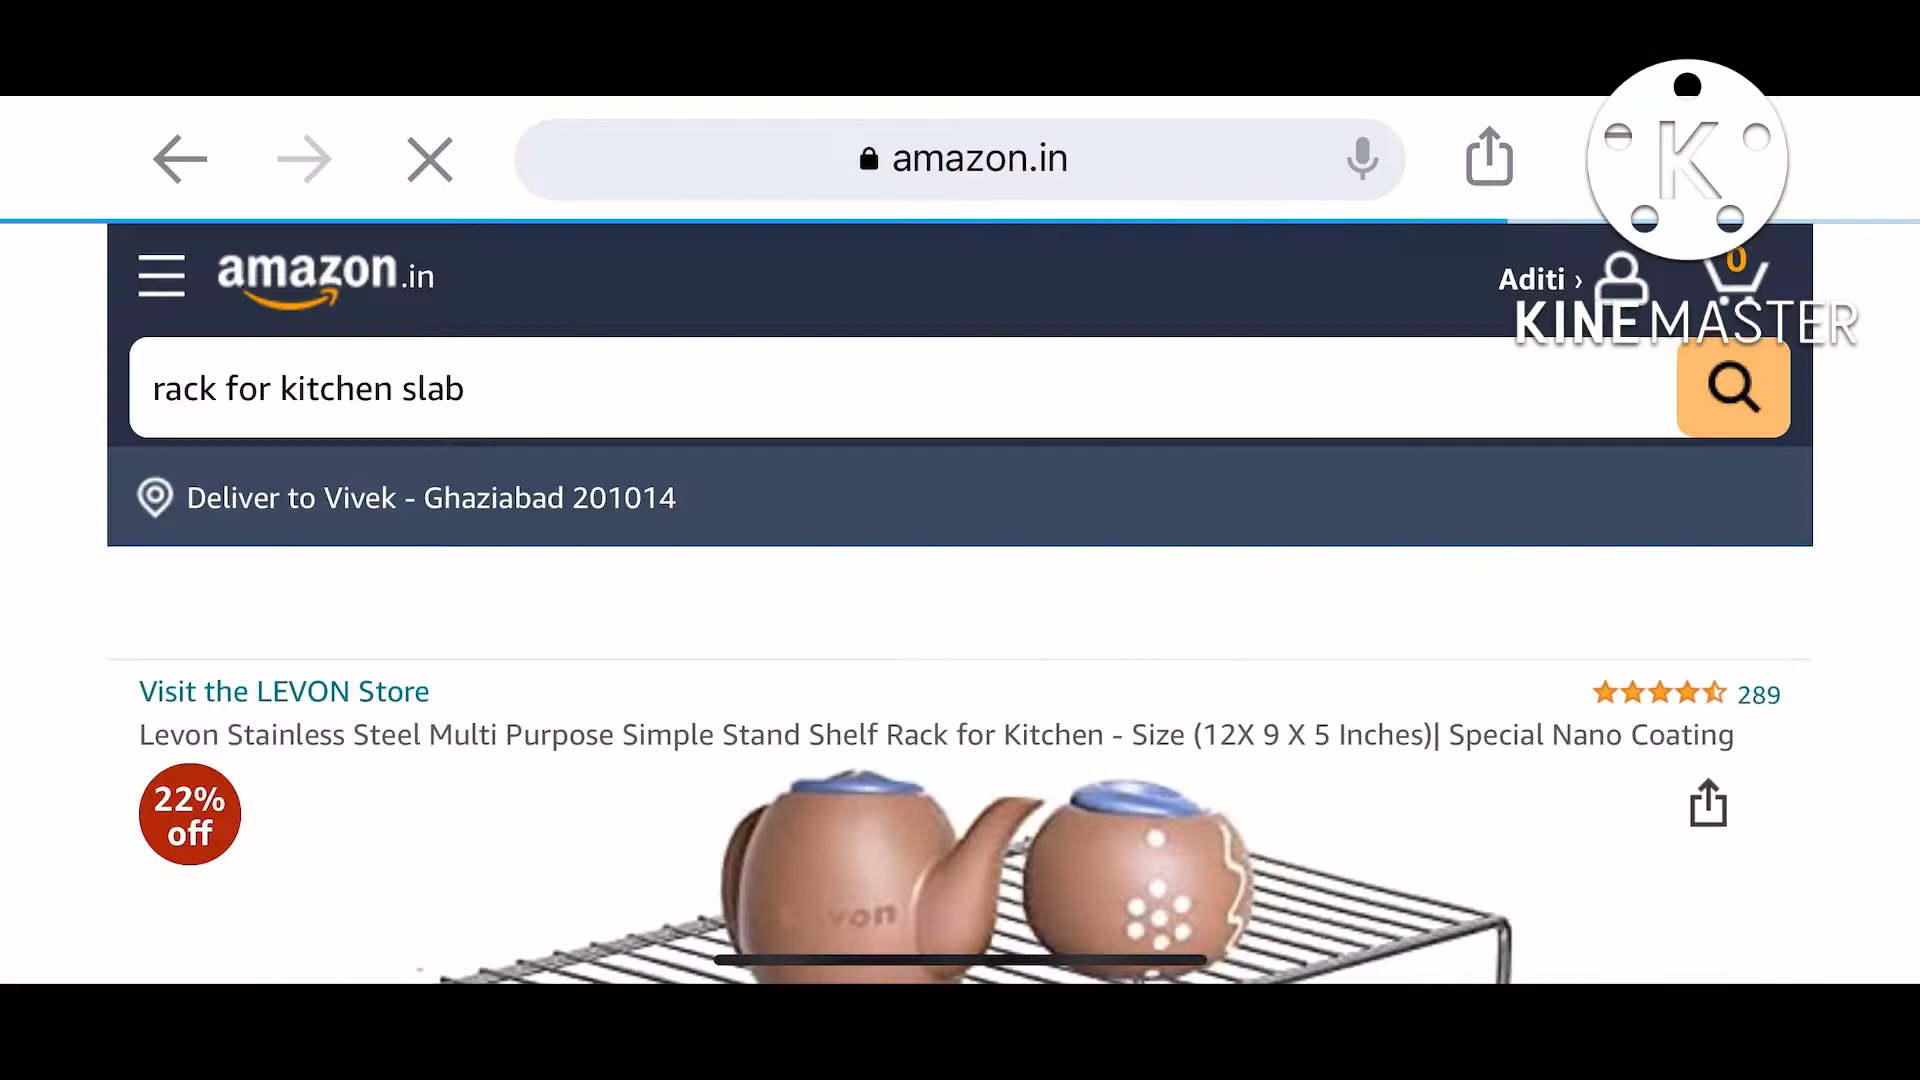 amazon.in
K
amazon.in
Aditi ›
0
KINEMASTER
rack for kitchen slab
Deliver to Vivek - Ghaziabad 201014
Visit the LEVON Store
289
Levon Stainless Steel Multi Purpose Simple Stand Shelf Rack for Kitchen - Size (12X 9 X 5 Inches)| Special Nano Coating
22%
off